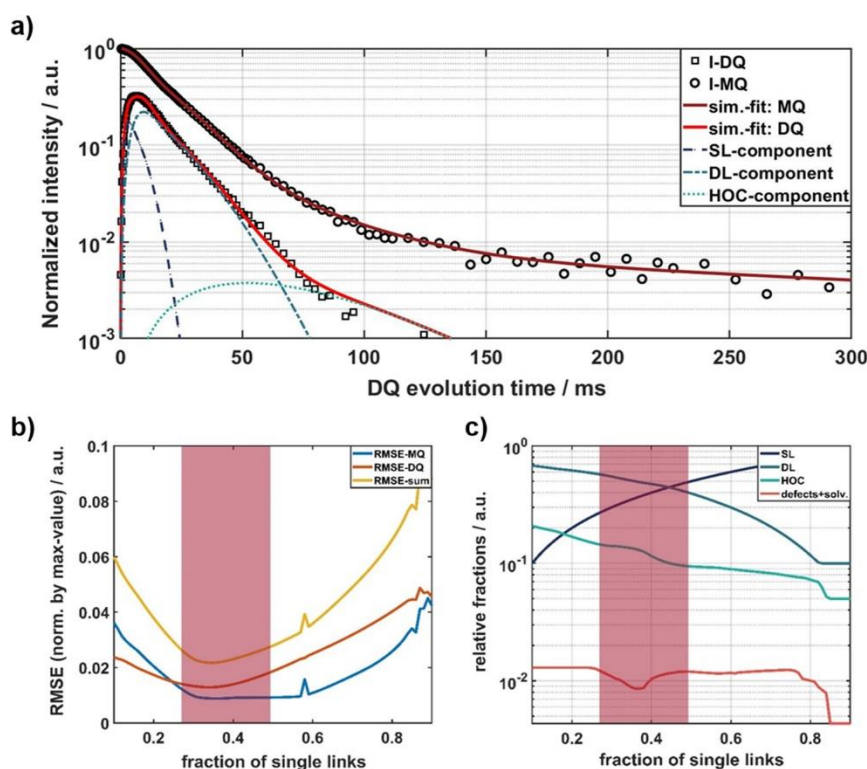 a)
Normalized intensity / a.u.
10^0
10^-1
10^-2
10^-3
I-DQ
I-MQ
sim.-fit: MQ
sim.-fit: DQ
SL-component
DL-component
HOC-component
0 50 100 150 200 250 300
DQ evolution time / ms
b)
RMSE (norm. by max-value) / a.u.
0.1
0.08
0.06
0.04
0.02
0
RMSE-MQ
RMSE-DQ
RMSE-sum
0.2 0.4 0.6 0.8
fraction of single links
c)
relative fractions / a.u.
10^0
10^-1
10^-2
SL
DL
HOC
defects+solv.
0.2 0.4 0.6 0.8
fraction of single links